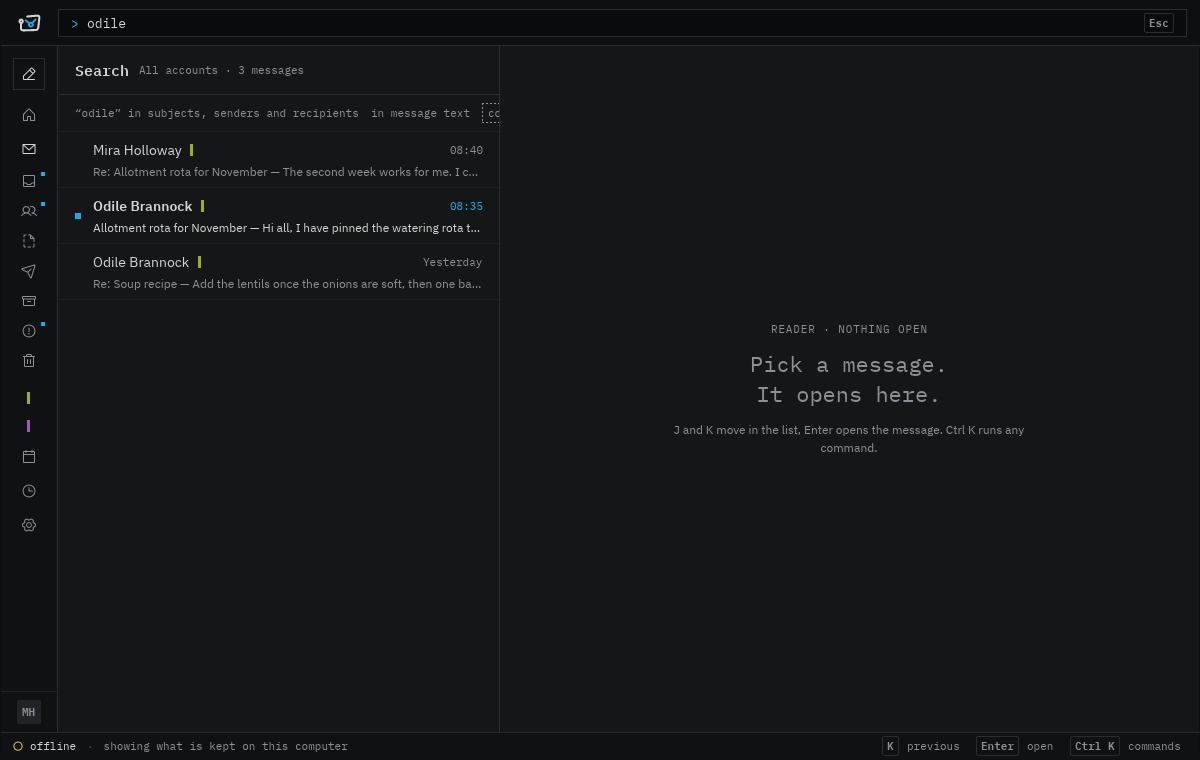 > odile Esc
Search All accounts · 3 messages
“odile” in subjects, senders and recipients in message text
Mira Holloway 08:40
Re: Allotment rota for November — The second week works for me. I c…
Odile Brannock 08:35
Allotment rota for November — Hi all, I have pinned the watering rota t…
Odile Brannock Yesterday
Re: Soup recipe — Add the lentils once the onions are soft, then one ba…
READER · NOTHING OPEN
Pick a message.
It opens here.
J and K move in the list, Enter opens the message. Ctrl K runs any
command.
MH
offline · showing what is kept on this computer K previous Enter open Ctrl K commands